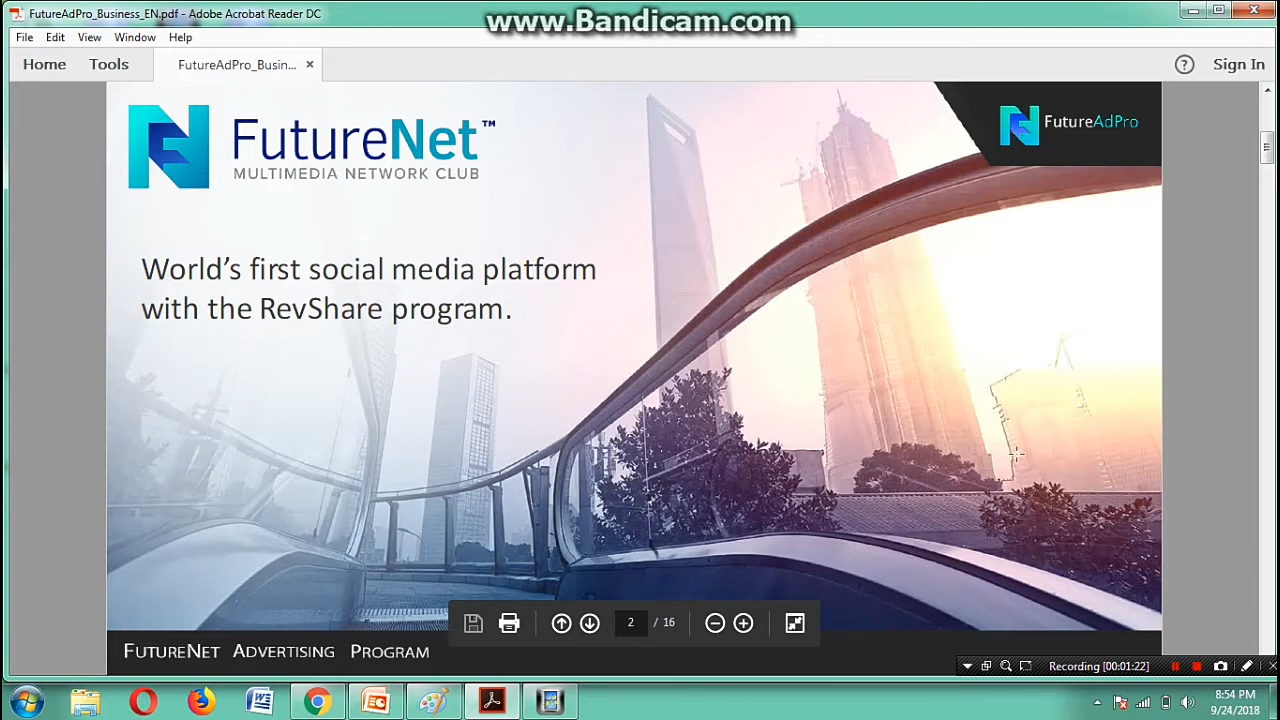 FutureAdPro_Business_EN.pdf - Adobe Acrobat Reader DC
www.Bandicam.com
File Edit View Window Help
Home Tools FutureAdPro_Busin... × ? Sign In
FutureNet™
MULTIMEDIA NETWORK CLUB
FutureAdPro
World's first social media platform
with the RevShare program.
2 / 16
FUTURENET ADVERTISING PROGRAM
Recording [00:01:22]
8:54 PM
9/24/2018